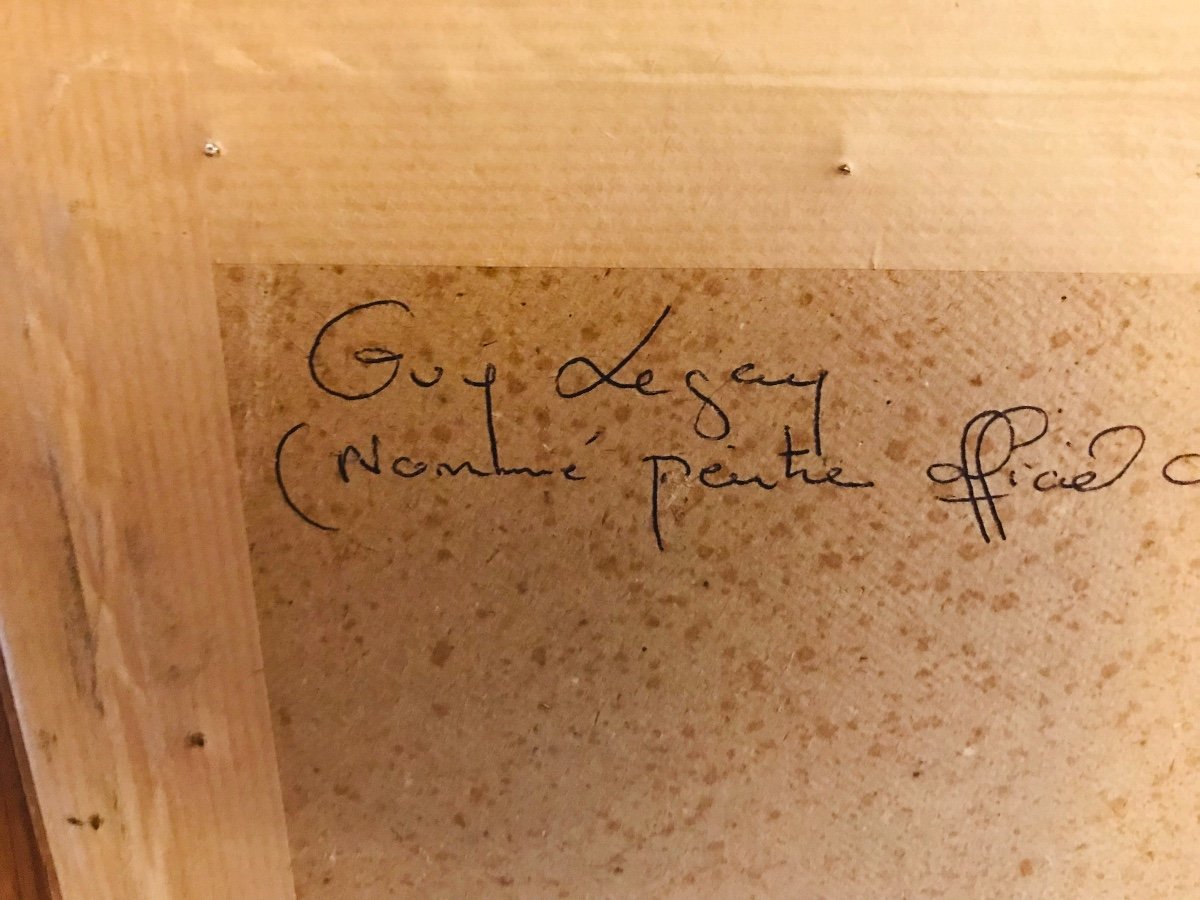 Guy Legay
(Nommé peintre officiel